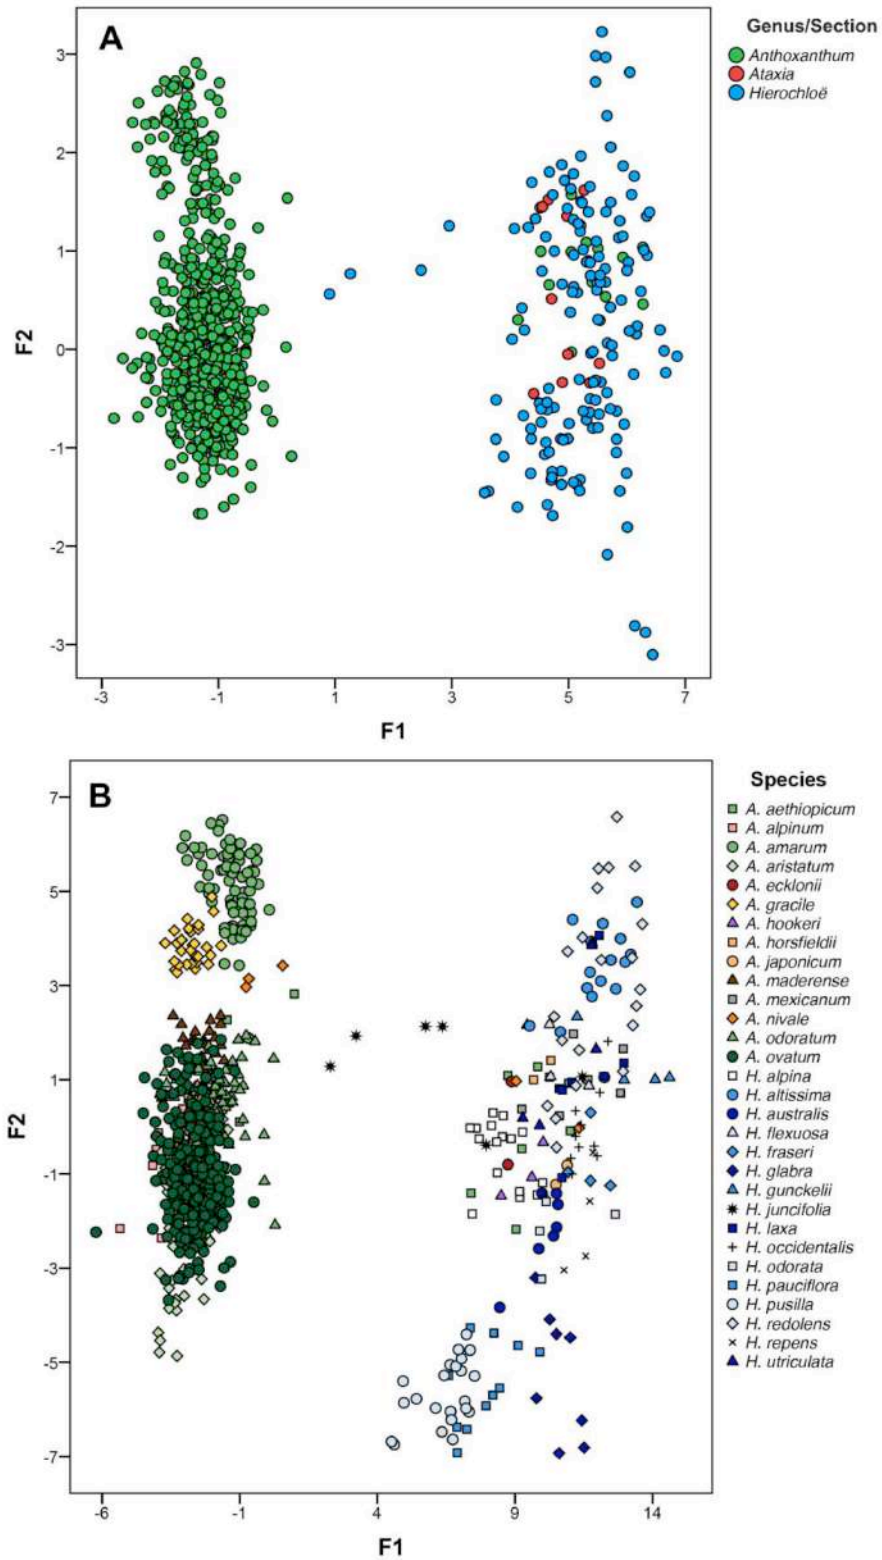 A
Genus/Section
Anthoxanthum
Ataxia
Hierochloë
3
2
1
0
-1
-2
-3
F2
-3 -1 1 3 5 7
F1
B
Species
A. aethiopicum
A. alpinum
A. amarum
A. aristatum
A. ecklonii
A. gracile
A. hookeri
A. horsfieldii
A. japonicum
A. maderense
A. mexicanum
A. nivale
A. odoratum
A. ovatum
H. alpina
H. altissima
H. australis
H. flexuosa
H. fraseri
H. glabra
H. gunckelii
H. juncifolia
H. laxa
H. occidentalis
H. odorata
H. pauciflora
H. pusilla
H. redolens
H. repens
H. utriculata
7
5
3
1
-1
-3
-5
-7
F2
-6 -1 4 9 14
F1